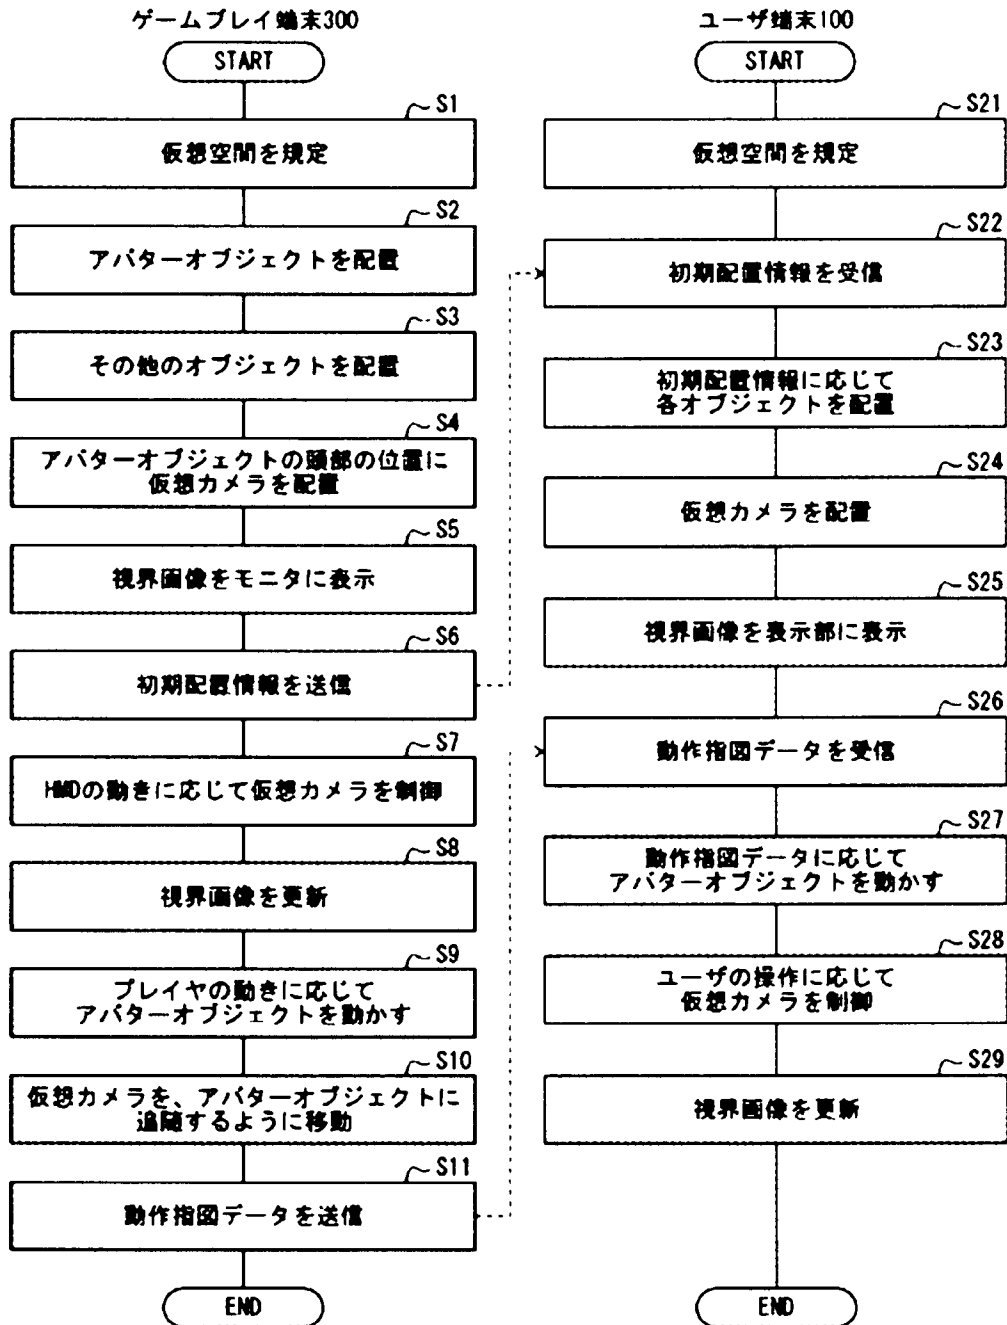 ゲームプレイ端末300
START
S1
仮想空間を規定
S2
アバターオブジェクトを配置
S3
その他のオブジェクトを配置
S4
アバターオブジェクトの頭部の位置に
仮想カメラを配置
S5
視界画像をモニタに表示
S6
初期配置情報を送信
S7
HMDの動きに応じて仮想カメラを制御
S8
視界画像を更新
S9
プレイヤの動きに応じて
アバターオブジェクトを動かす
S10
仮想カメラを、アバターオブジェクトに
追随するように移動
S11
動作指図データを送信
END
ユーザ端末100
START
S21
仮想空間を規定
S22
初期配置情報を受信
S23
初期配置情報に応じて
各オブジェクトを配置
S24
仮想カメラを配置
S25
視界画像を表示部に表示
S26
動作指図データを受信
S27
動作指図データに応じて
アバターオブジェクトを動かす
S28
ユーザの操作に応じて
仮想カメラを制御
S29
視界画像を更新
END